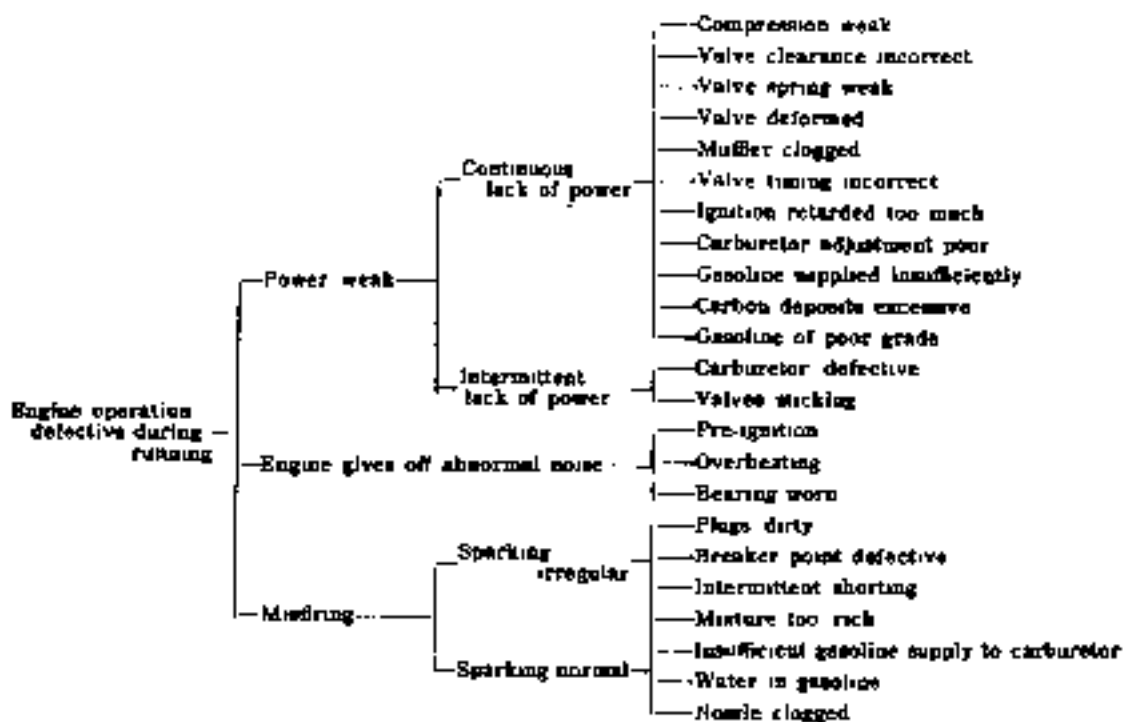 Engine operation
defective during
running
Power weak
Continuous
lack of power
Compression weak
Valve clearance incorrect
Valve spring weak
Valve deformed
Muffler clogged
Valve timing incorrect
Ignition retarded too much
Carburetor adjustment poor
Gasoline supplied insufficiently
Carbon deposits excessive
Gasoline of poor grade
Intermittent
lack of power
Carburetor defective
Valves sticking
Engine gives off abnormal noise
Pre-ignition
Overheating
Bearing worn
Misfiring
Sparking
irregular
Plugs dirty
Breaker point defective
Intermittent shorting
Sparking normal
Mixture too rich
Insufficient gasoline supply to carburetor
Water in gasoline
Nozzle clogged